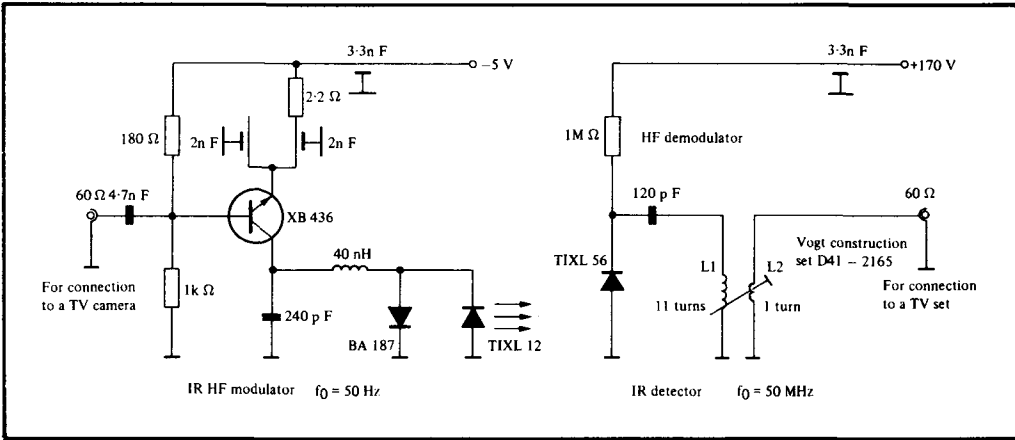 3·3n F
−5 V
2·2 Ω
180 Ω
2n F
2n F
60 Ω 4·7n F
XB 436
40 nH
For connection
to a TV camera
1k Ω
240 p F
BA 187
TIXL 12
IR HF modulator f0 = 50 Hz
3·3n F
+170 V
1M Ω
HF demodulator
120 p F
60 Ω
TIXL 56
Vogt construction
set D41 − 2165
L1
L2
For connection
to a TV set
11 turns
1 turn
IR detector f0 = 50 MHz